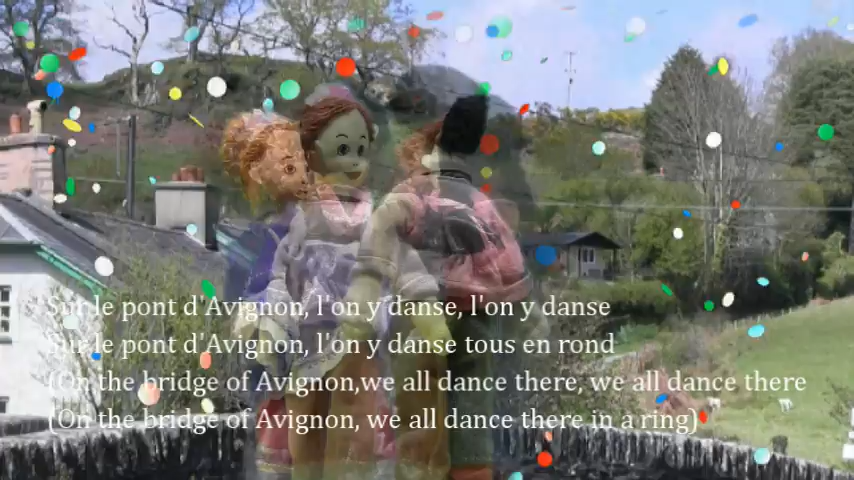 Sur le pont d'Avignon, l'on y danse, l'on y danse
Sur le pont d'Avignon, l'on y danse tous en rond
(On the bridge of Avignon,we all dance there, we all dance there
(On the bridge of Avignon, we all dance there in a ring)